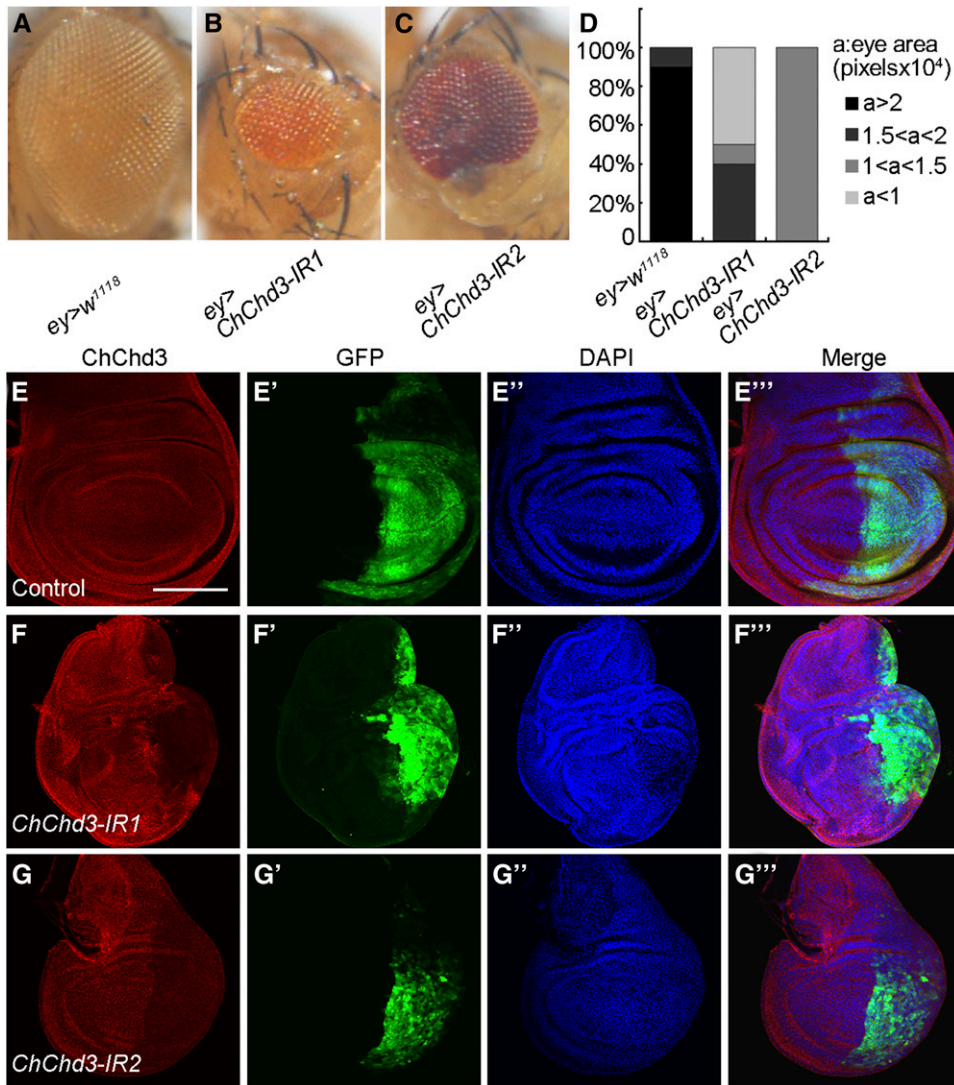 A
B
C
D
a:eye area
(pixelsx10⁴)
a>2
1.5<a<2
1<a<1.5
a<1
100%
80%
60%
40%
20%
0
ey>w¹¹¹⁸
ey>
ChChd3-IR1
ey>
ChChd3-IR2
ey>w¹¹¹⁸
ey>
ChChd3-IR1
ey>
ChChd3-IR2
ChChd3
GFP
DAPI
Merge
E
E'
E''
E'''
Control
F
F'
F''
F'''
ChChd3-IR1
G
G'
G''
G'''
ChChd3-IR2